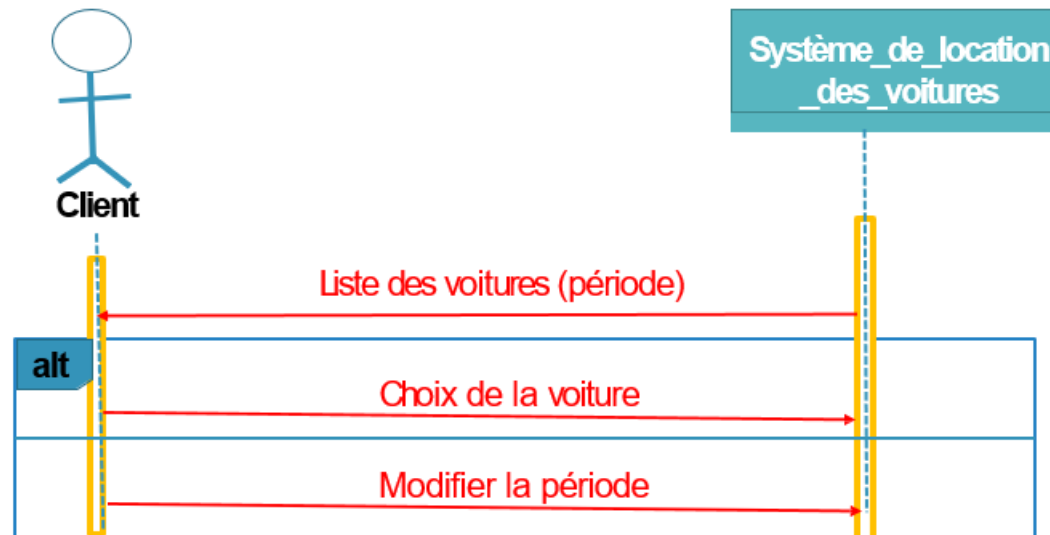 Système_de_location
_des_voitures
Client
Liste des voitures (période)
alt
Choix de la voiture
Modifier la période